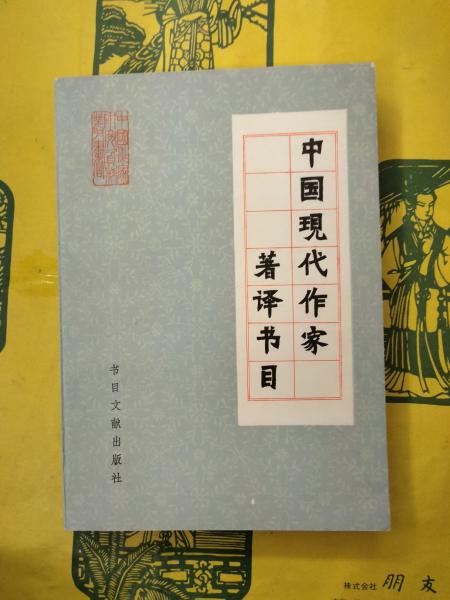 中国現代作家
著译书目
书目文献出版社
株式会社 朋友